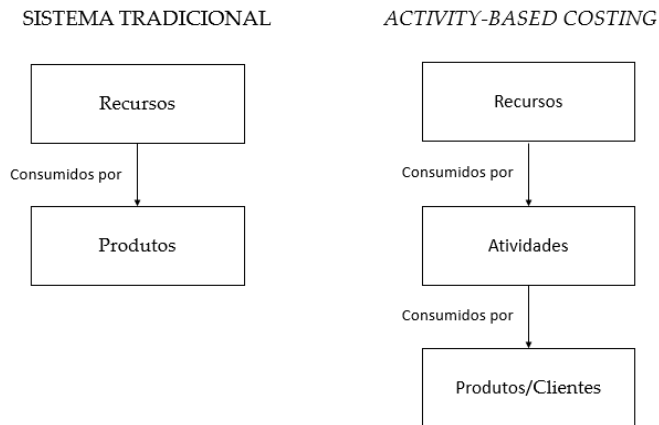 SISTEMA TRADICIONAL
Recursos
Consumidos por
Produtos
ACTIVITY-BASED COSTING
Recursos
Consumidos por
Atividades
Consumidos por
Produtos/Clientes